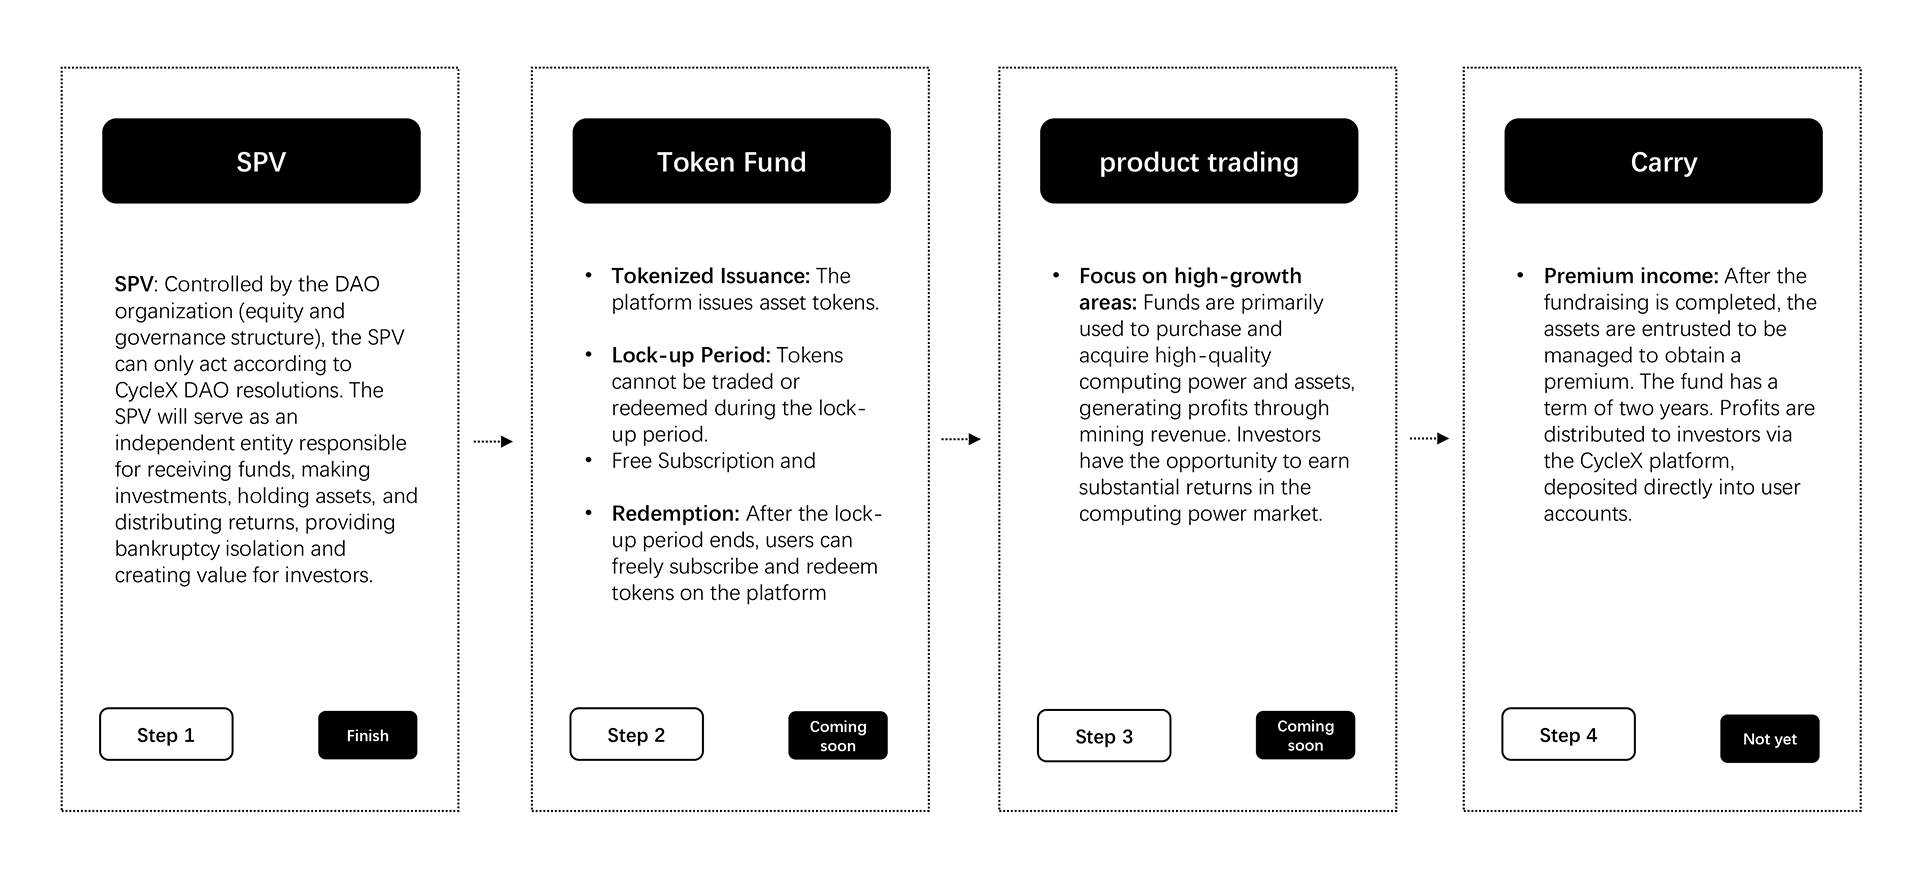 SPV
SPV: Controlled by the DAO
organization (equity and
governance structure), the SPV
can only act according to
CycleX DAO resolutions. The
SPV will serve as an
independent entity responsible
for receiving funds, making
investments, holding assets, and
distributing returns, providing
bankruptcy isolation and
creating value for investors.
Step 1
Finish
Token Fund
• Tokenized Issuance: The
platform issues asset tokens.
• Lock-up Period: Tokens
cannot be traded or
redeemed during the lock-
up period.
• Free Subscription and
• Redemption: After the lock-
up period ends, users can
freely subscribe and redeem
tokens on the platform
Step 2
Coming
soon
product trading
• Focus on high-growth
areas: Funds are primarily
used to purchase and
acquire high-quality
computing power and assets,
generating profits through
mining revenue. Investors
have the opportunity to earn
substantial returns in the
computing power market.
Step 3
Coming
soon
Carry
• Premium income: After the
fundraising is completed, the
assets are entrusted to be
managed to obtain a
premium. The fund has a
term of two years. Profits are
distributed to investors via
the CycleX platform,
deposited directly into user
accounts.
Step 4
Not yet